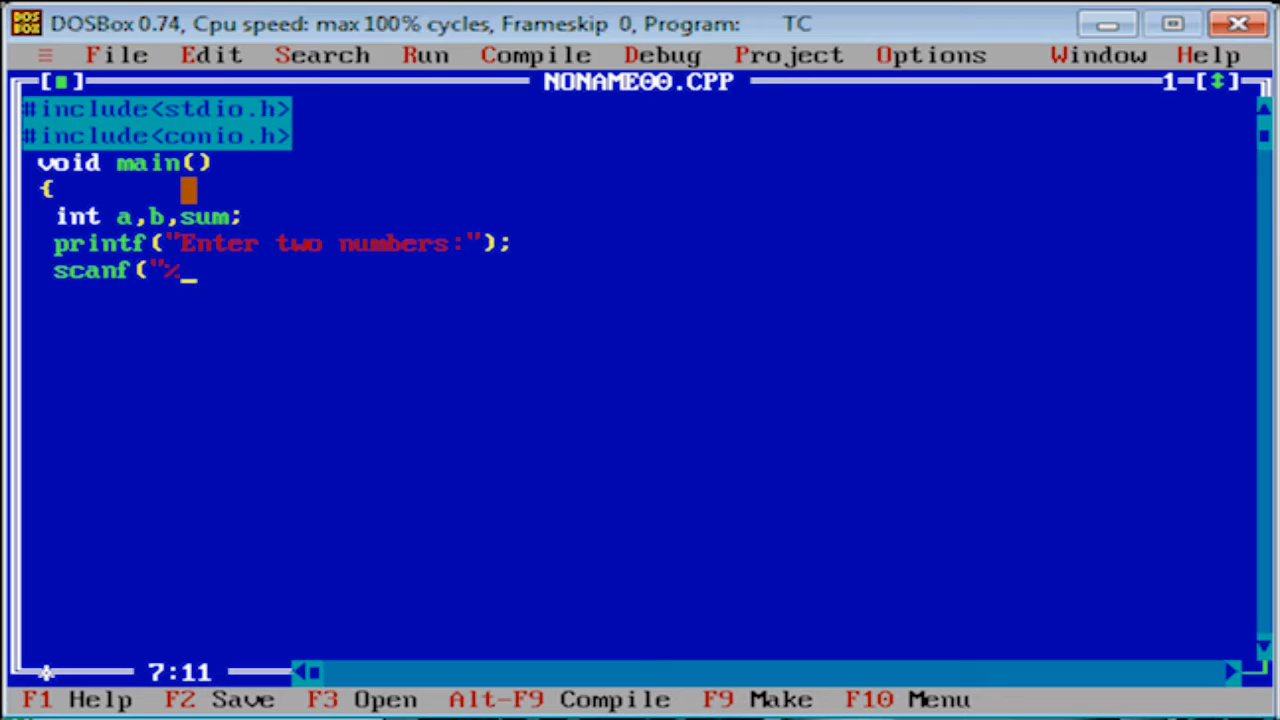 DOSBox 0.74, Cpu speed: max 100% cycles, Frameskip 0, Program: TC
≡ File Edit Search Run Compile Debug Project Options Window Help
[■] NONAME00.CPP 1=[↕]
#include<stdio.h>
#include<conio.h>
void main()
{
int a,b,sum;
printf("Enter two numbers:");
scanf("%_
7:11
F1 Help F2 Save F3 Open Alt-F9 Compile F9 Make F10 Menu